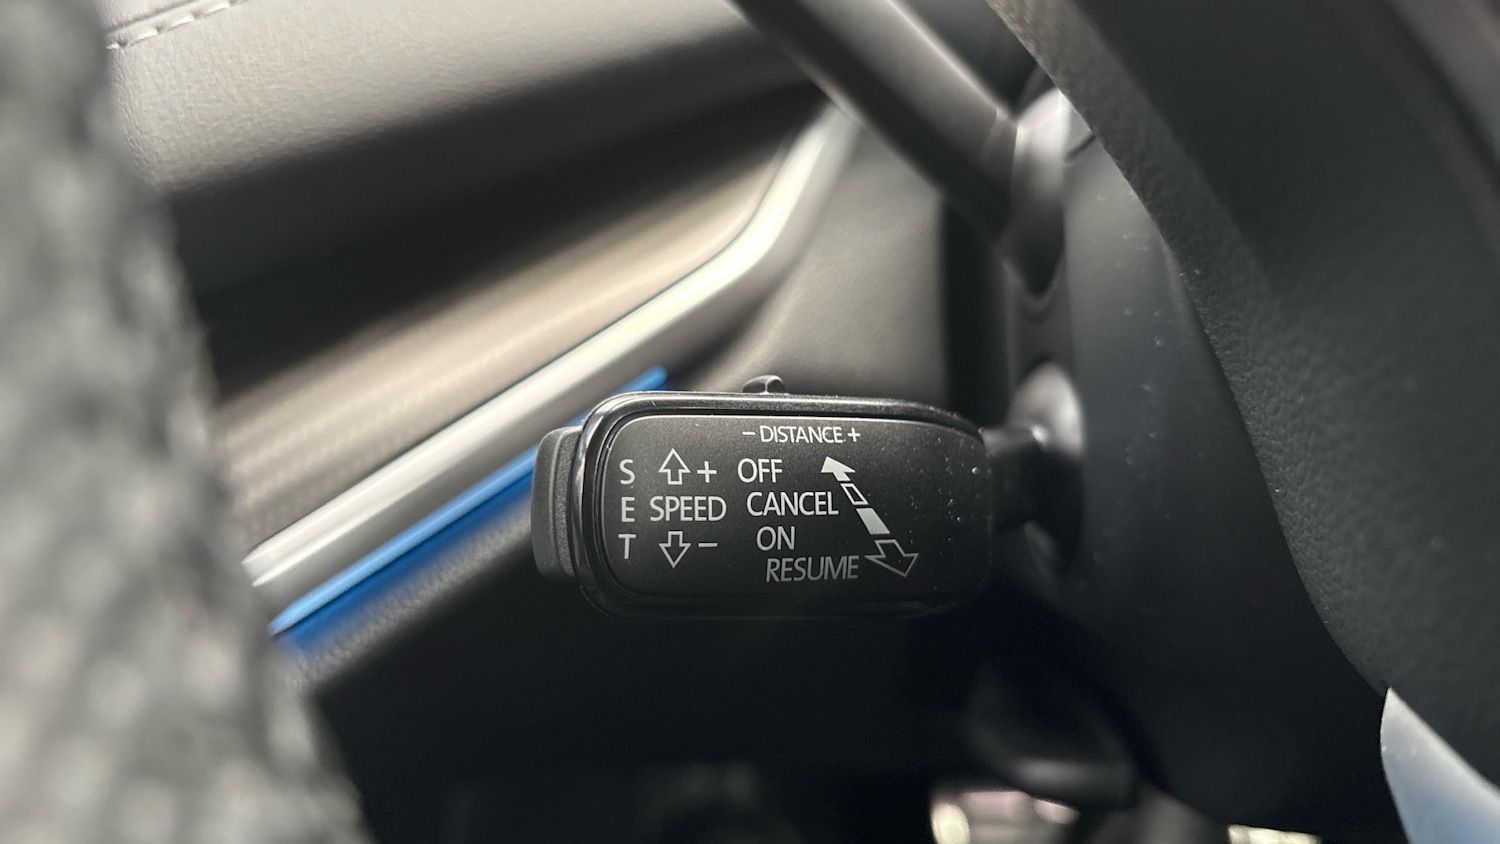 – DISTANCE +
S + OFF
E SPEED CANCEL
T – ON
RESUME